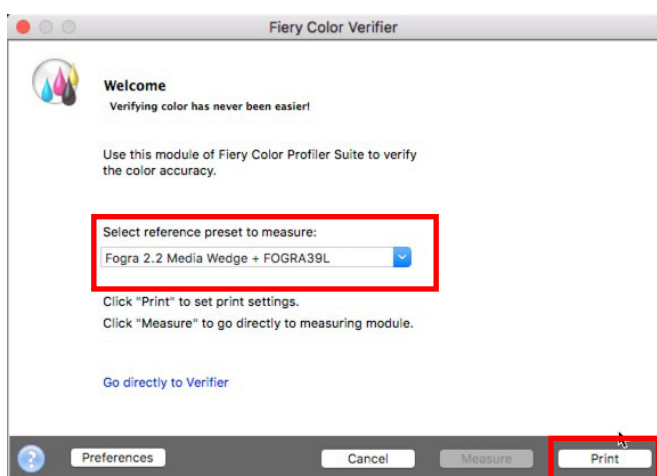 Fiery Color Verifier
Welcome
Verifying color has never been easier!
Use this module of Fiery Color Profiler Suite to verify
the color accuracy.
Select reference preset to measure:
Fogra 2.2 Media Wedge + FOGRA39L
Click "Print" to set print settings.
Click "Measure" to go directly to measuring module.
Go directly to Verifier
? Preferences Cancel Measure Print